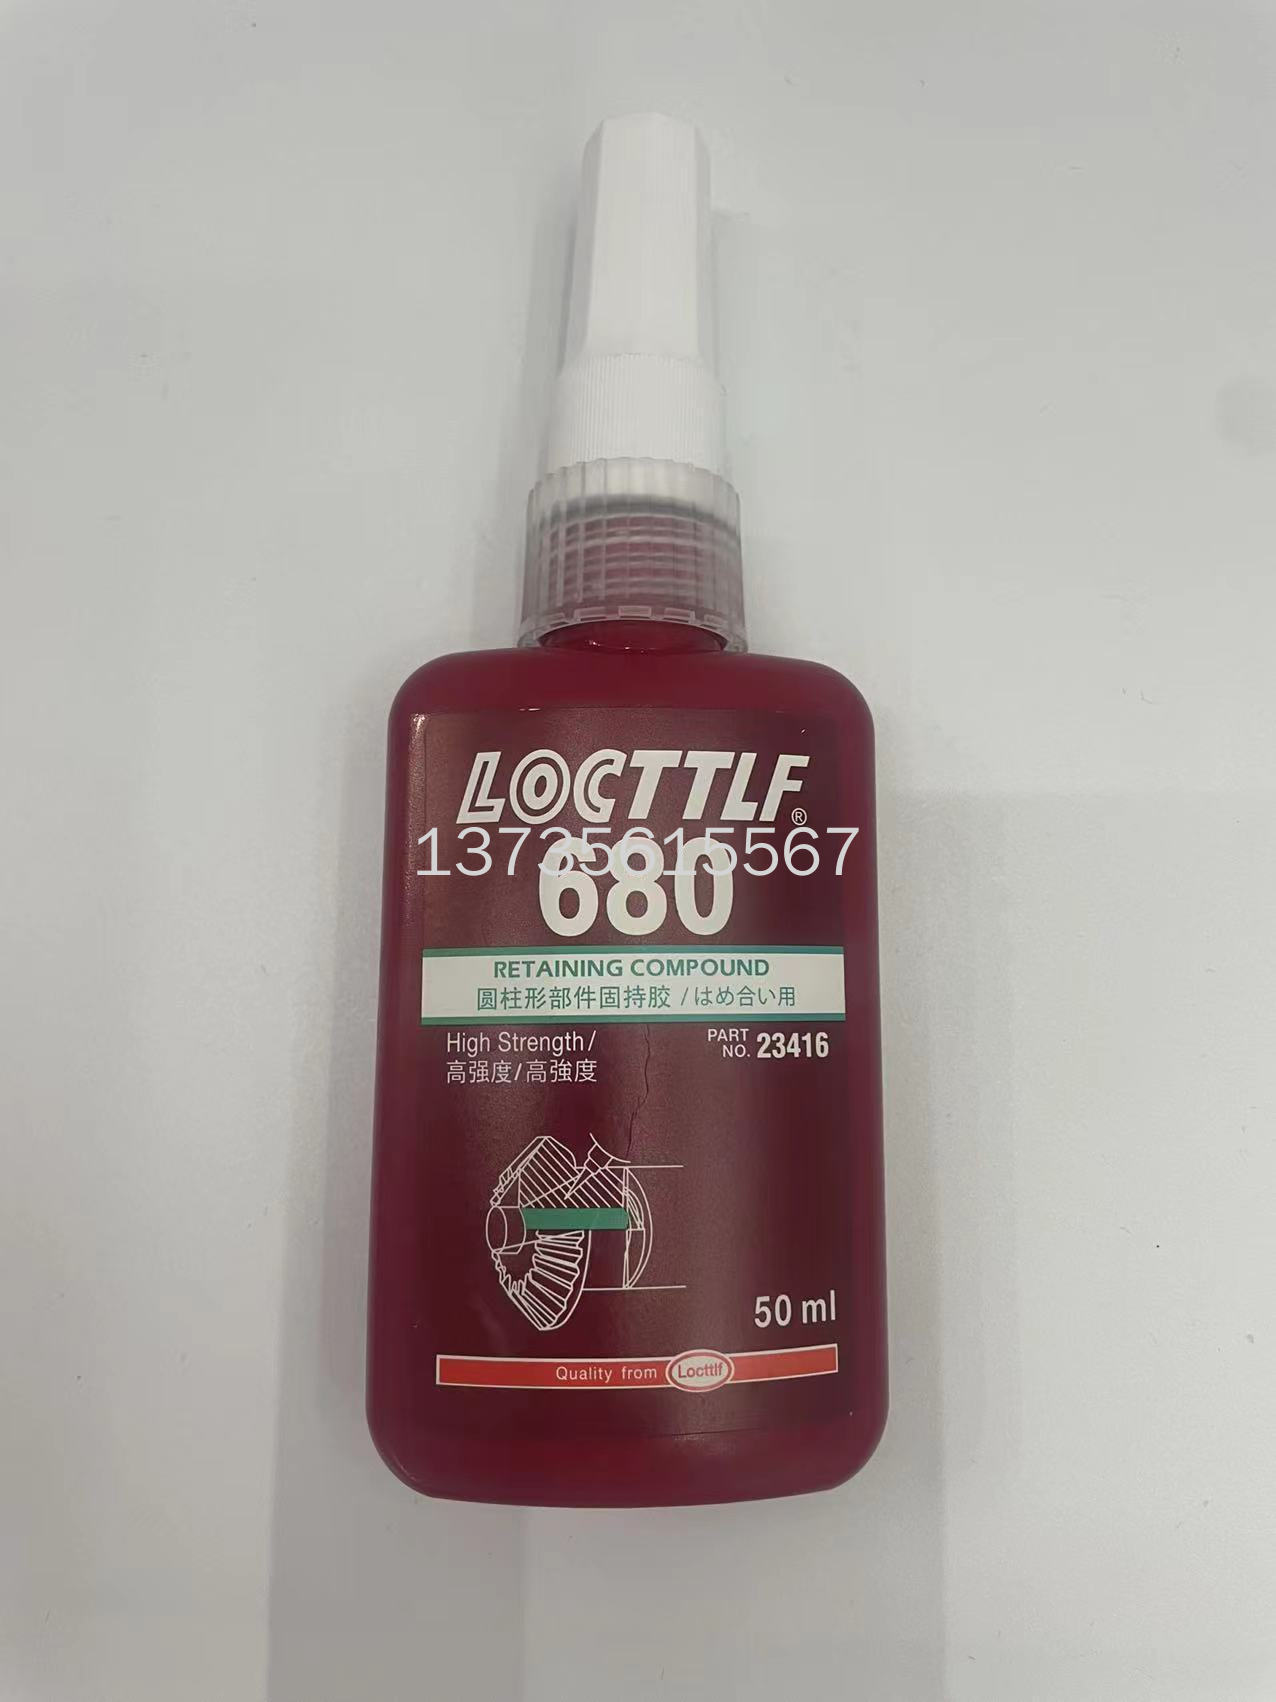 LOCTTLF®
13735615567
680
RETAINING COMPOUND
圆柱形部件固持胶 / はめ合い用
High Strength /
高强度/高強度
PART NO. 23416
50 ml
Quality from Locttlf